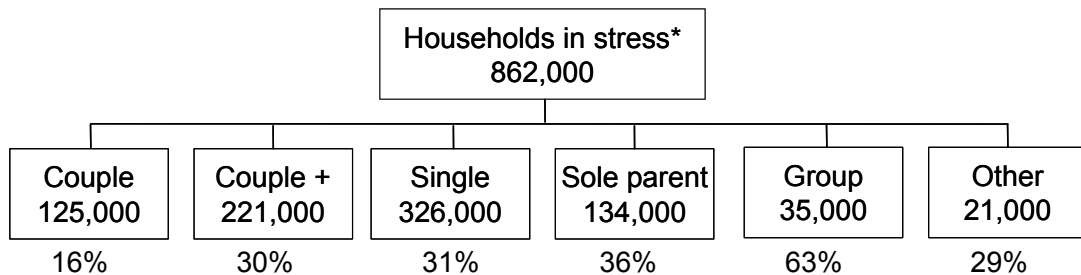 Households in stress*
862,000
Couple
125,000
Couple +
221,000
Single
326,000
Sole parent
134,000
Group
35,000
Other
21,000
16%
30%
31%
36%
63%
29%